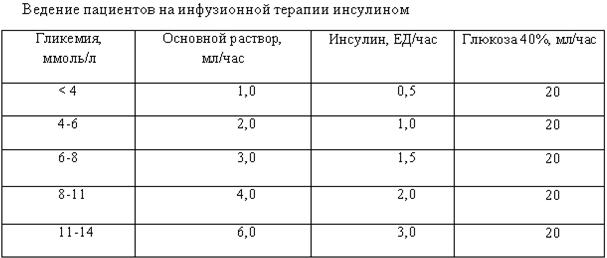 Ведение пациентов на инфузионной терапии инсулином
Гликемия, ммоль/л Основной раствор, мл/час Инсулин, ЕД/час Глюкоза 40%, мл/час
< 4 1,0 0,5 20
4-6 2,0 1,0 20
6-8 3,0 1,5 20
8-11 4,0 2,0 20
11-14 6,0 3,0 20